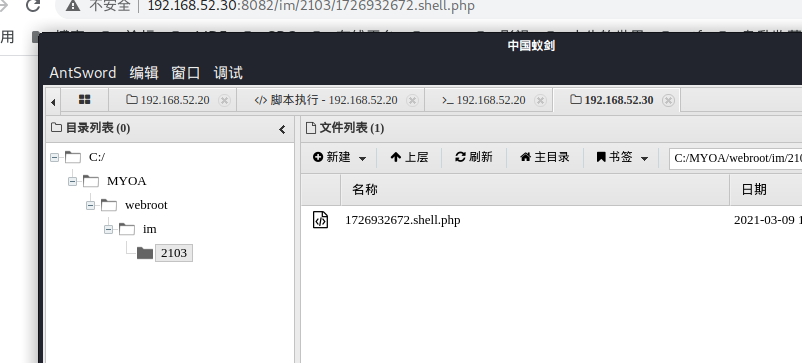 不安全 192.168.52.30:8082/im/2103/1726932672.shell.php
用
中国蚁剑
AntSword 编辑 窗口 调试
192.168.52.20 脚本执行 - 192.168.52.20 192.168.52.20 192.168.52.30
目录列表 (0) 文件列表 (1)
新建 上层 刷新 主目录 书签 C:/MYOA/webroot/im/210
C:/
MYOA
webroot
im
2103
名称 日期
1726932672.shell.php 2021-03-09 1